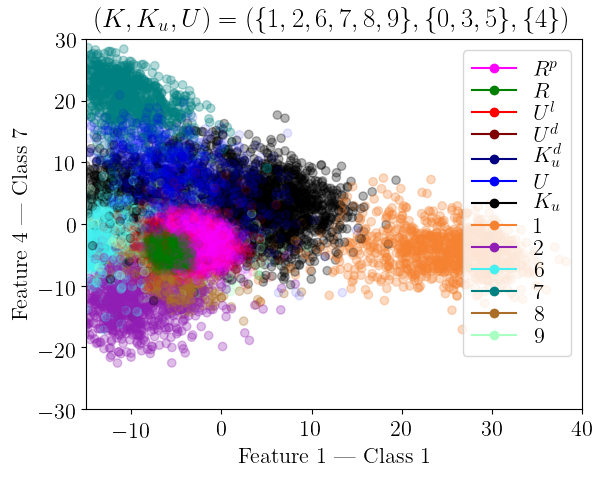 (K, K_u, U) = ({1, 2, 6, 7, 8, 9}, {0, 3, 5}, {4})
30
20
10
0
−10
−20
−30
Feature 4 — Class 7
R^p
R
U^l
U^d
K_u^d
U
K_u
1
2
6
7
8
9
−10
0
10
20
30
40
Feature 1 — Class 1